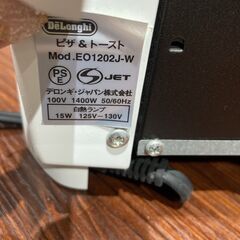 DeLonghi
ピザ & トースト
Mod.EO1202J-W
PS
E
S JET
デロンギ・ジャパン株式会社
100V 1400W 50/60Hz
白熱ランプ
15W 125V−130V